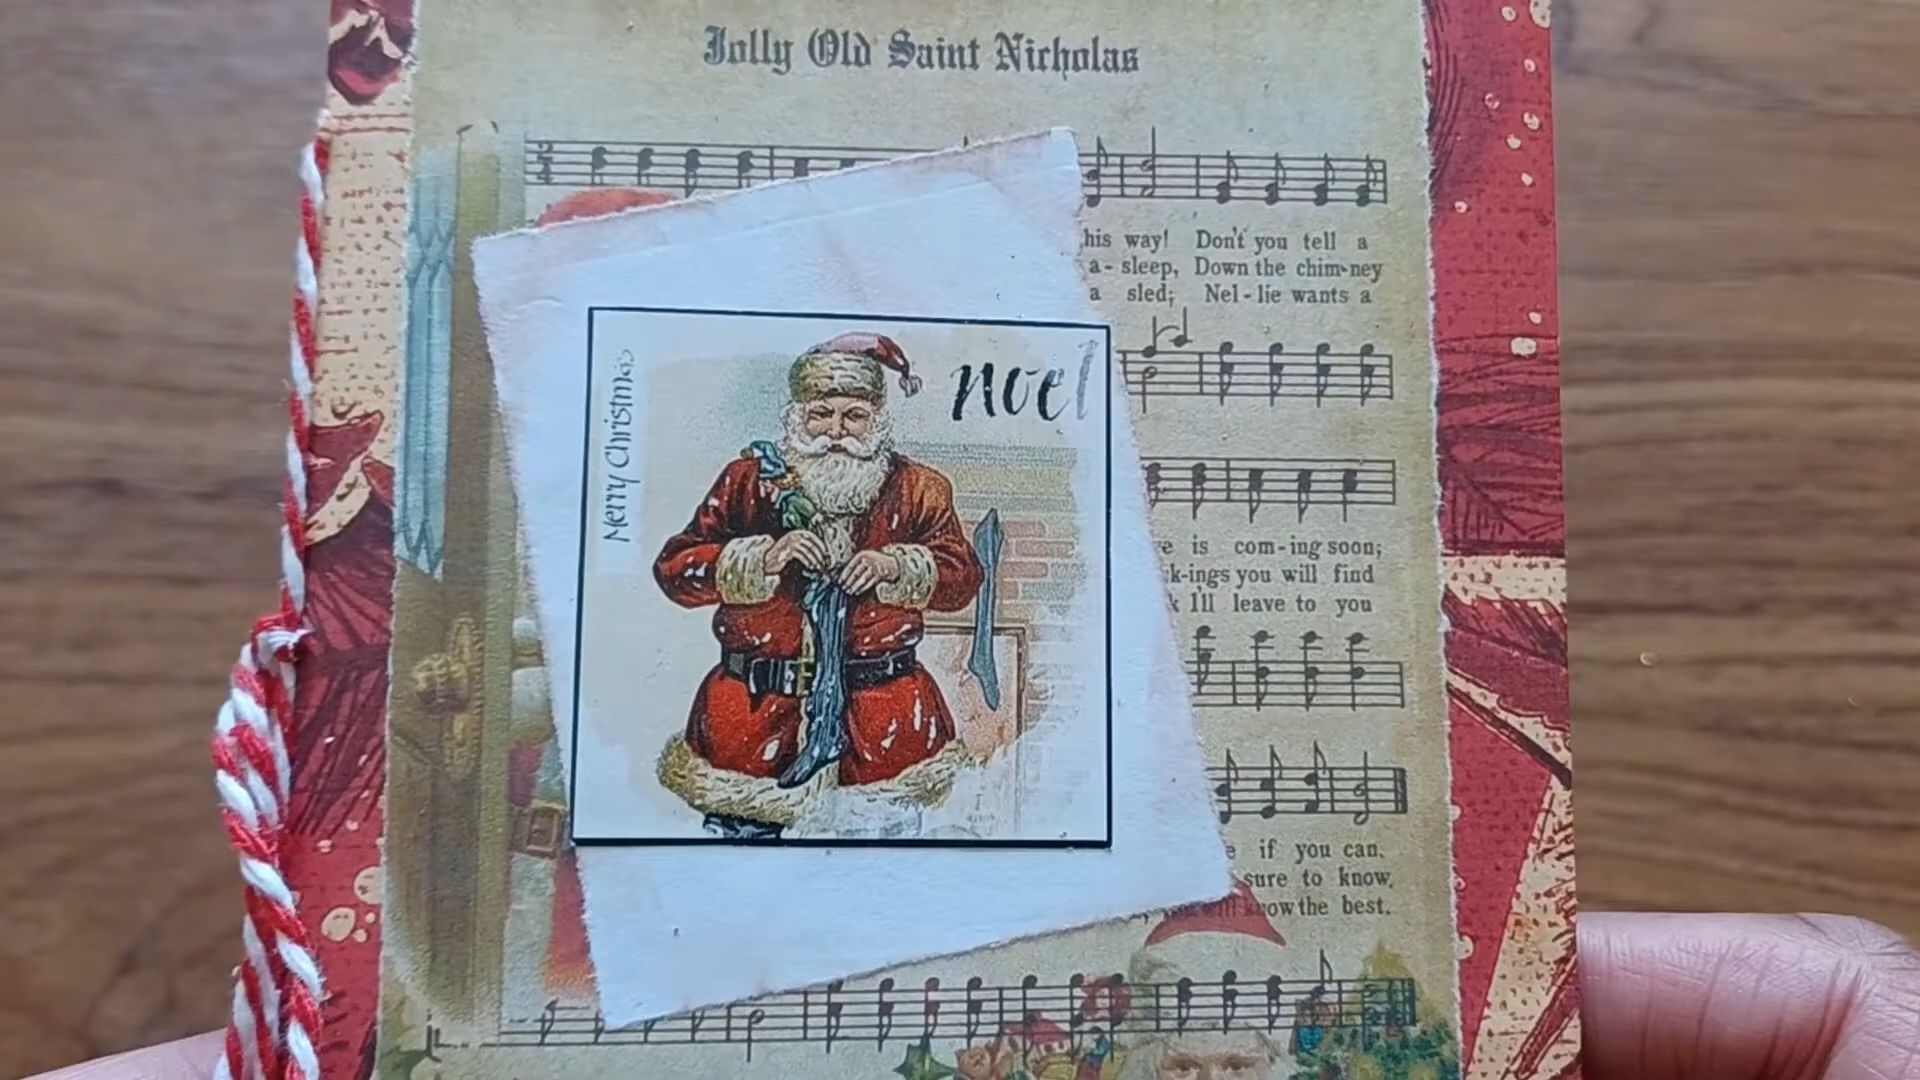 Jolly Old Saint Nicholas
his way! Don't you tell a
a-sleep, Down the chim-ney
a sled; Nel-lie wants a
noel
Merry Christmas
is com-ing soon;
k-ings you will find
I'll leave to you
if you can.
sure to know,
know the best.